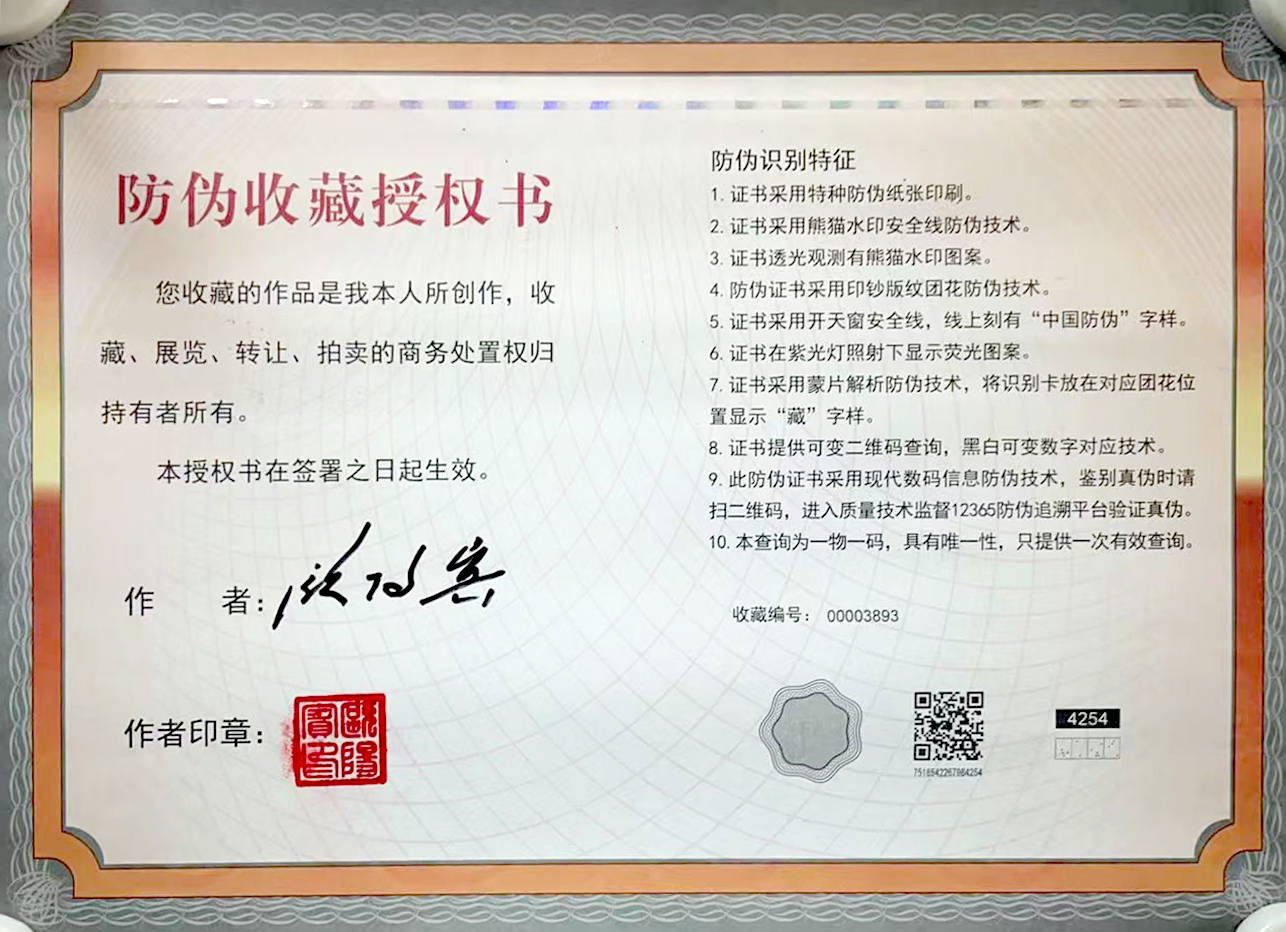 防伪收藏授权书
您收藏的作品是我本人所创作，收
藏、展览、转让、拍卖的商务处置权归
持有者所有。
本授权书在签署之日起生效。
作 者：
作者印章：
防伪识别特征
1. 证书采用特种防伪纸张印刷。
2. 证书采用熊猫水印安全线防伪技术。
3. 证书透光观测有熊猫水印图案。
4. 防伪证书采用印钞版纹团花防伪技术。
5. 证书采用开天窗安全线，线上刻有“中国防伪”字样。
6. 证书在紫光灯照射下显示荧光图案。
7. 证书采用蒙片解析防伪技术，将识别卡放在对应团花位
置显示“藏”字样。
8. 证书提供可变二维码查询，黑白可变数字对应技术。
9. 此防伪证书采用现代数码信息防伪技术，鉴别真伪时请
扫二维码，进入质量技术监督12365防伪追溯平台验证真伪。
10. 本查询为一物一码，具有唯一性，只提供一次有效查询。
收藏编号： 00003893
7518542267984254
4254